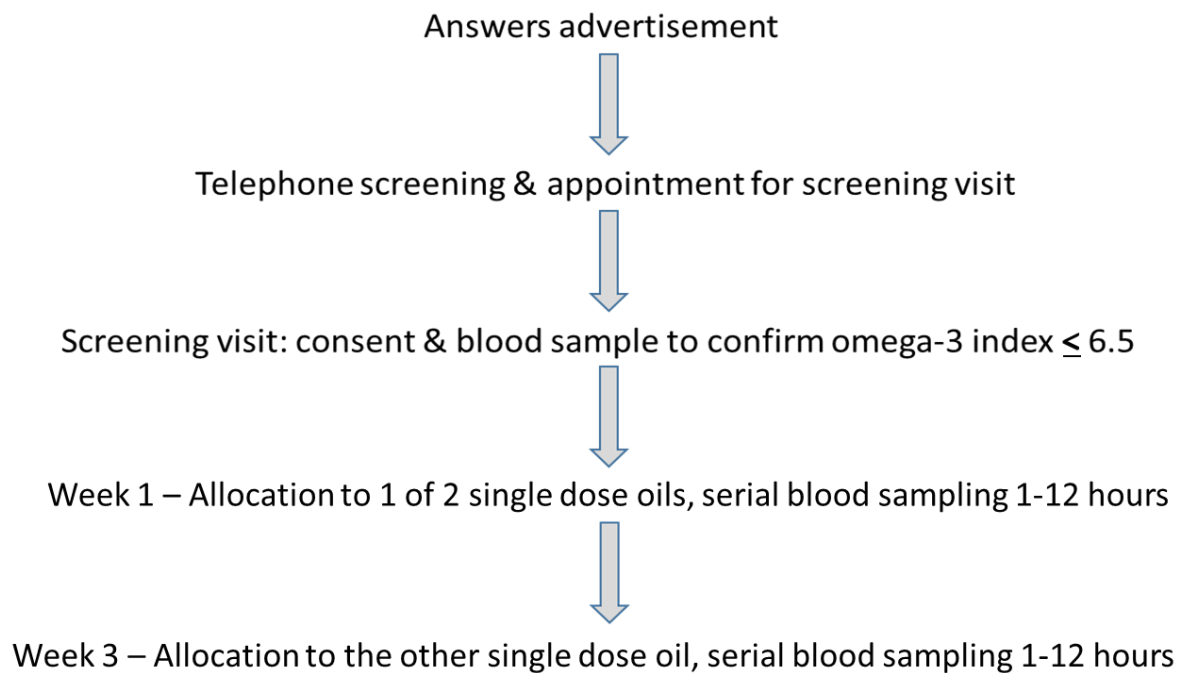 Answers advertisement
Telephone screening & appointment for screening visit
Screening visit: consent & blood sample to confirm omega-3 index ≤ 6.5
Week 1 – Allocation to 1 of 2 single dose oils, serial blood sampling 1-12 hours
Week 3 – Allocation to the other single dose oil, serial blood sampling 1-12 hours